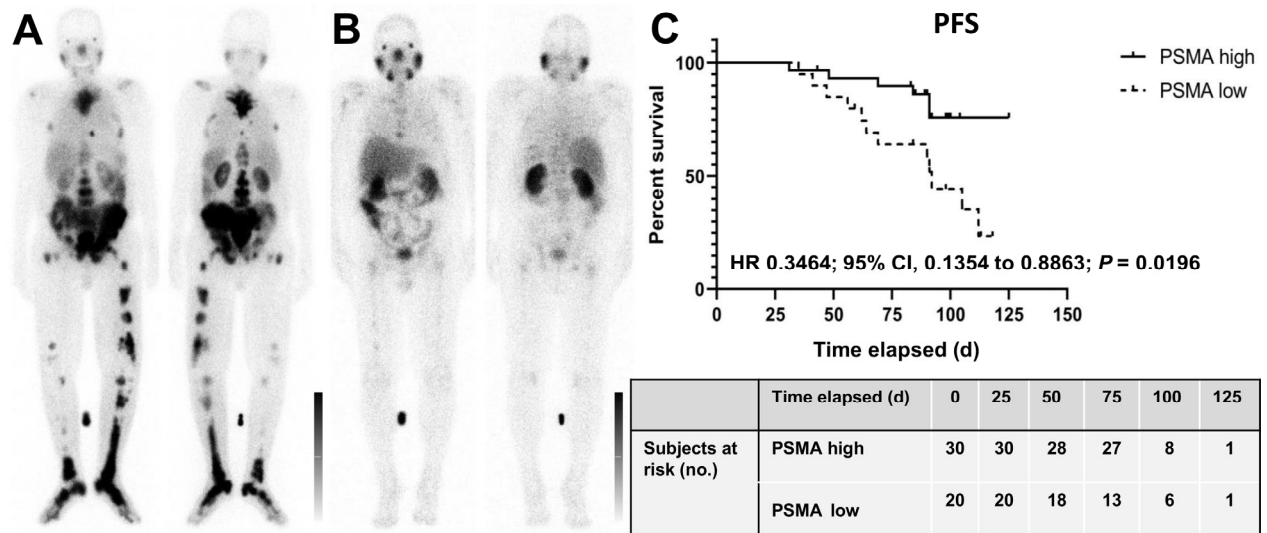 A
B
C
PFS
PSMA high
PSMA low
Percent survival
100
50
0
HR 0.3464; 95% CI, 0.1354 to 0.8863; P = 0.0196
0 25 50 75 100 125 150
Time elapsed (d)
Time elapsed (d) 0 25 50 75 100 125
Subjects at risk (no.)
PSMA high 30 30 28 27 8 1
PSMA low 20 20 18 13 6 1